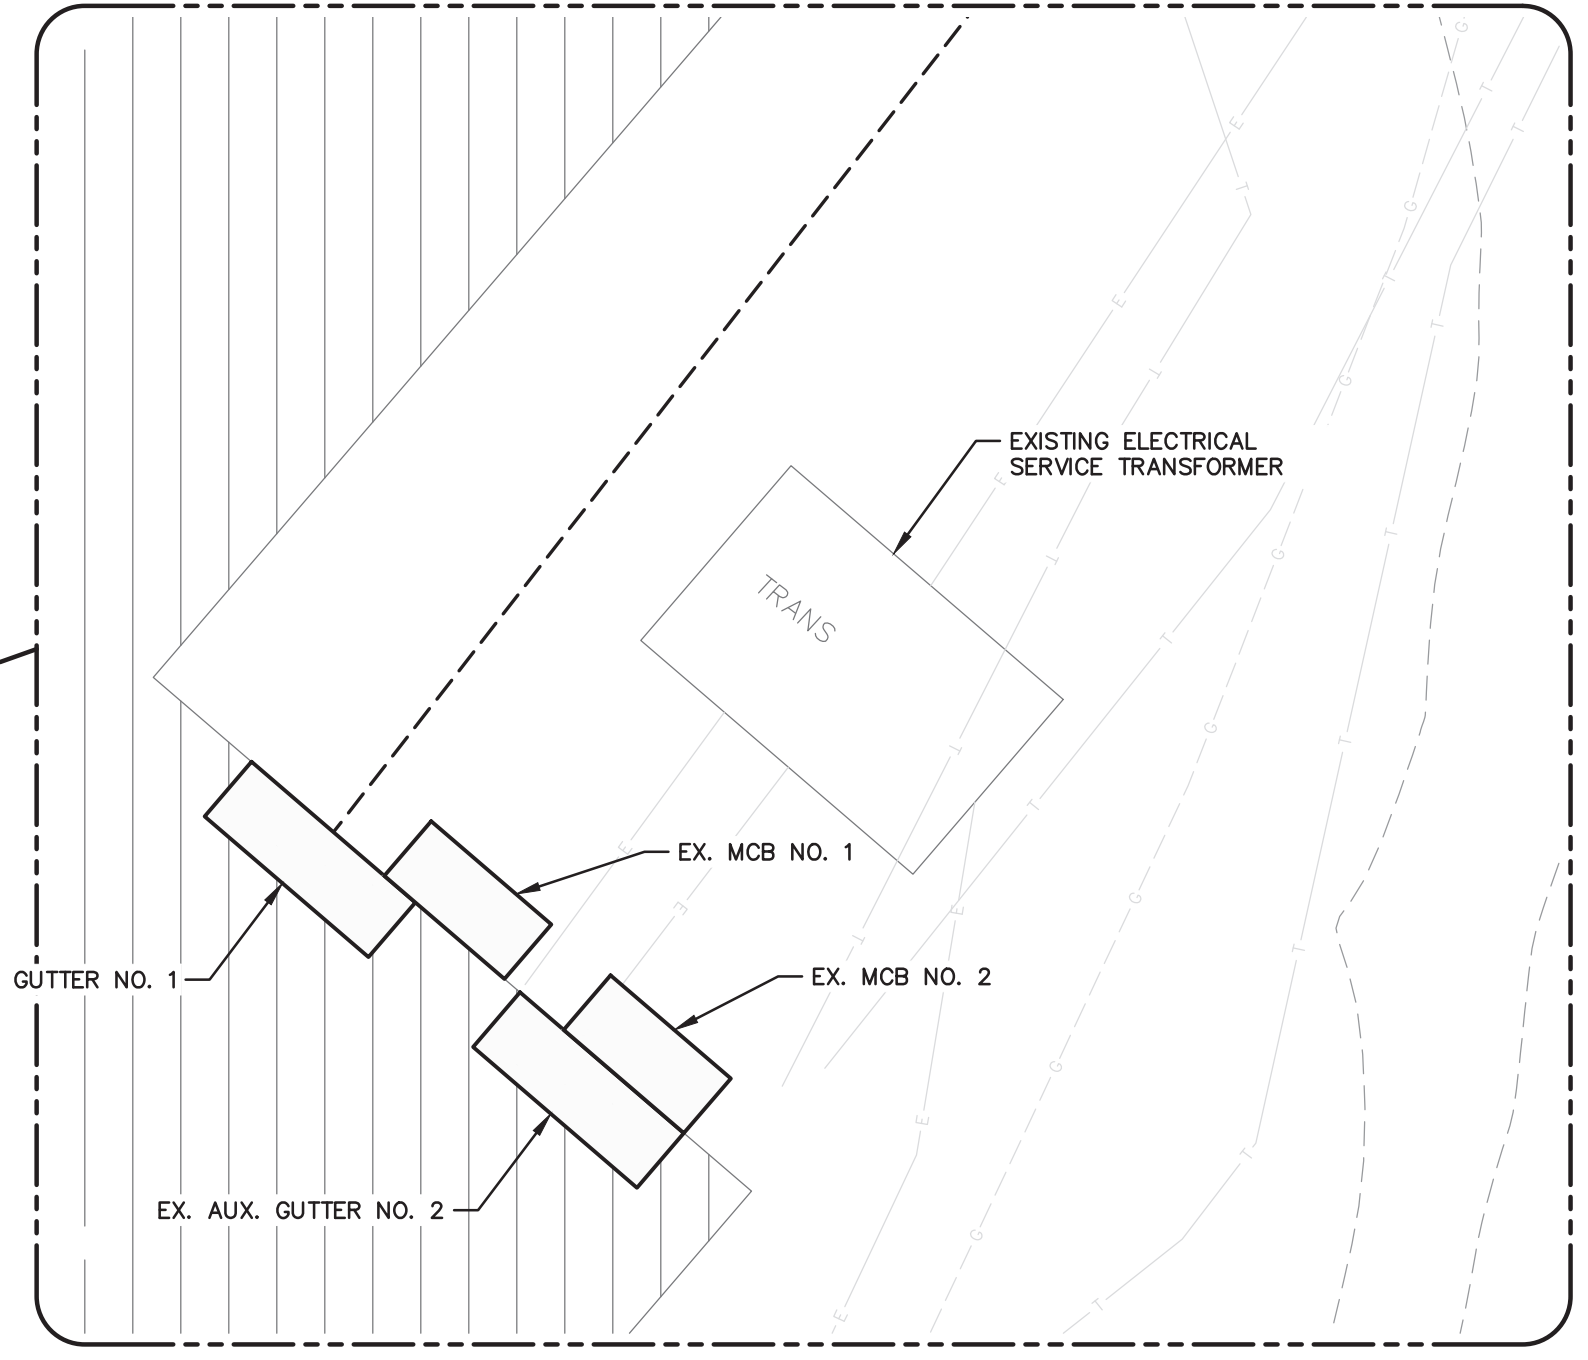 EXISTING ELECTRICAL
SERVICE TRANSFORMER
TRANS
EX. MCB NO. 1
GUTTER NO. 1
EX. MCB NO. 2
EX. AUX. GUTTER NO. 2
G
T
T
E
T
G
T
E
T
T
G
E
T
G
T
T
G
T
T
T
E
G
E
E
T
T
G
E
G
T
G
E
T